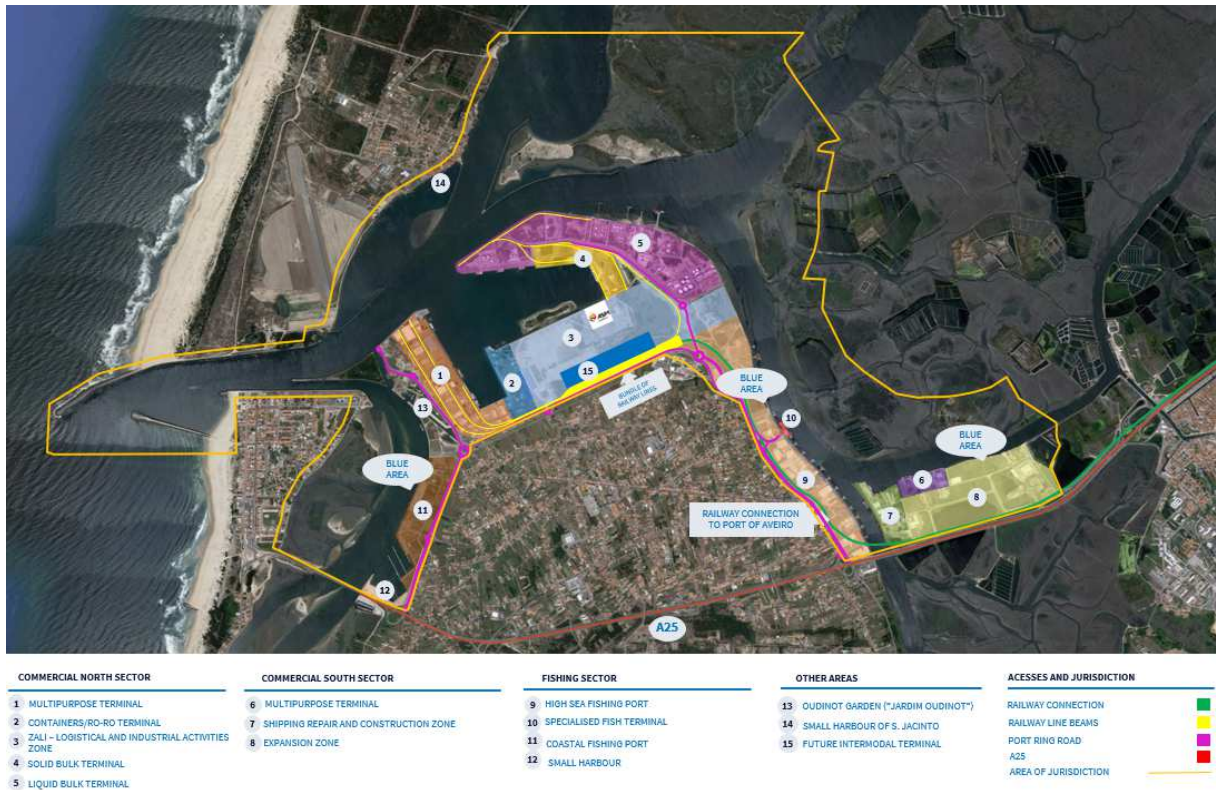 14
5
4
3
1
2
15
BUNDLE OF
RAILWAY LINES
BLUE
AREA
13
10
BLUE
AREA
BLUE
AREA
6
9
11
8
7
RAILWAY CONNECTION
TO PORT OF AVEIRO
12
A25
COMMERCIAL NORTH SECTOR
1 MULTIPURPOSE TERMINAL
2 CONTAINERS/RO-RO TERMINAL
3 ZALI – LOGISTICAL AND INDUSTRIAL ACTIVITIES
ZONE
4 SOLID BULK TERMINAL
5 LIQUID BULK TERMINAL
COMMERCIAL SOUTH SECTOR
6 MULTIPURPOSE TERMINAL
7 SHIPPING REPAIR AND CONSTRUCTION ZONE
8 EXPANSION ZONE
FISHING SECTOR
9 HIGH SEA FISHING PORT
10 SPECIALISED FISH TERMINAL
11 COASTAL FISHING PORT
12 SMALL HARBOUR
OTHER AREAS
13 OUDINOT GARDEN ("JARDIM OUDINOT")
14 SMALL HARBOUR OF S. JACINTO
15 FUTURE INTERMODAL TERMINAL
ACESSES AND JURISDICTION
RAILWAY CONNECTION
RAILWAY LINE BEAMS
PORT RING ROAD
A25
AREA OF JURISDICTION